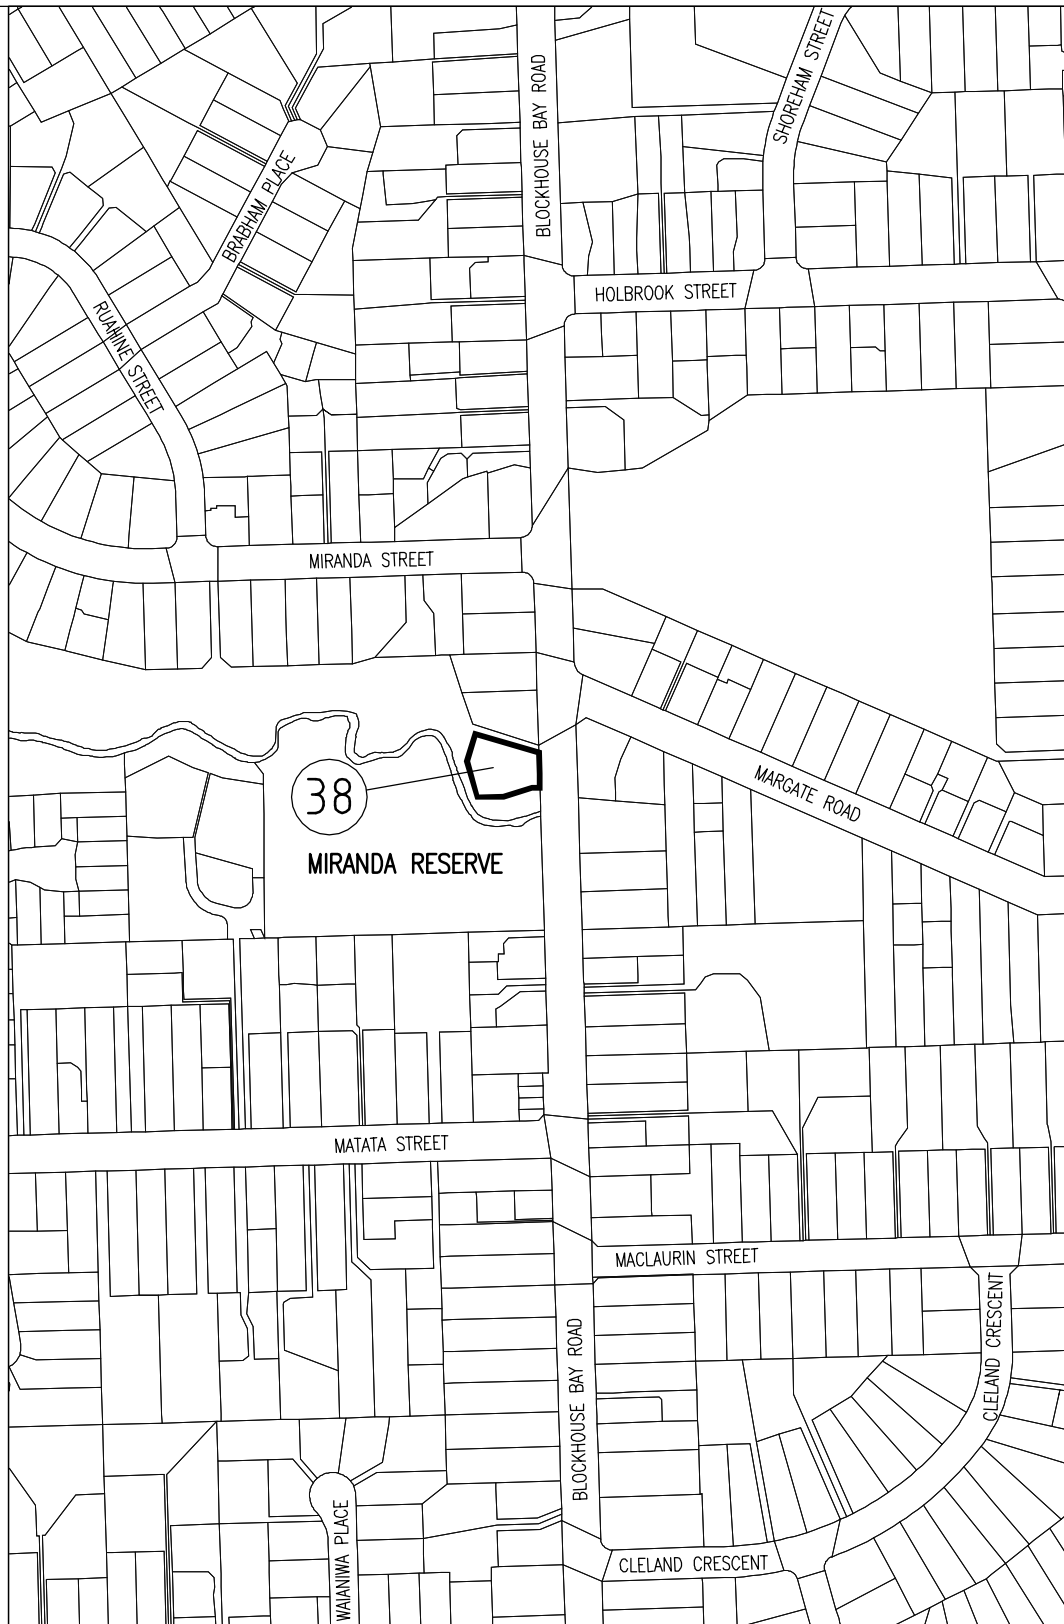 BLOCKHOUSE BAY ROAD
SHOREHAM STREET
BRABHAM PLACE
HOLBROOK STREET
RUAHINE STREET
MIRANDA STREET
MARGATE ROAD
38
MIRANDA RESERVE
MATATA STREET
MACLAURIN STREET
CLELAND CRESCENT
BLOCKHOUSE BAY ROAD
WAIANIWA PLACE
CLELAND CRESCENT